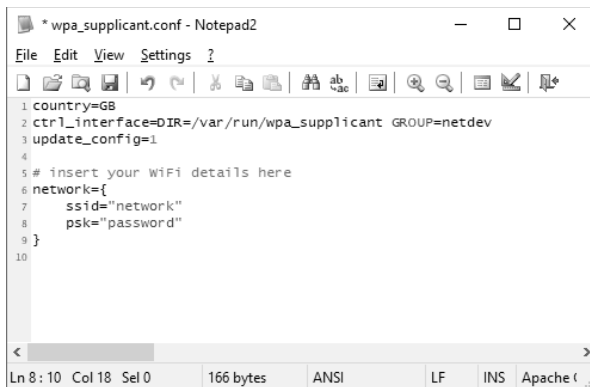 * wpa_supplicant.conf - Notepad2
File Edit View Settings ?
1 country=GB
2 ctrl_interface=DIR=/var/run/wpa_supplicant GROUP=netdev
3 update_config=1
4
5 # insert your WiFi details here
6 network={
7 ssid="network"
8 psk="password"
9 }
10
Ln 8 : 10 Col 18 Sel 0 166 bytes ANSI LF INS Apache (